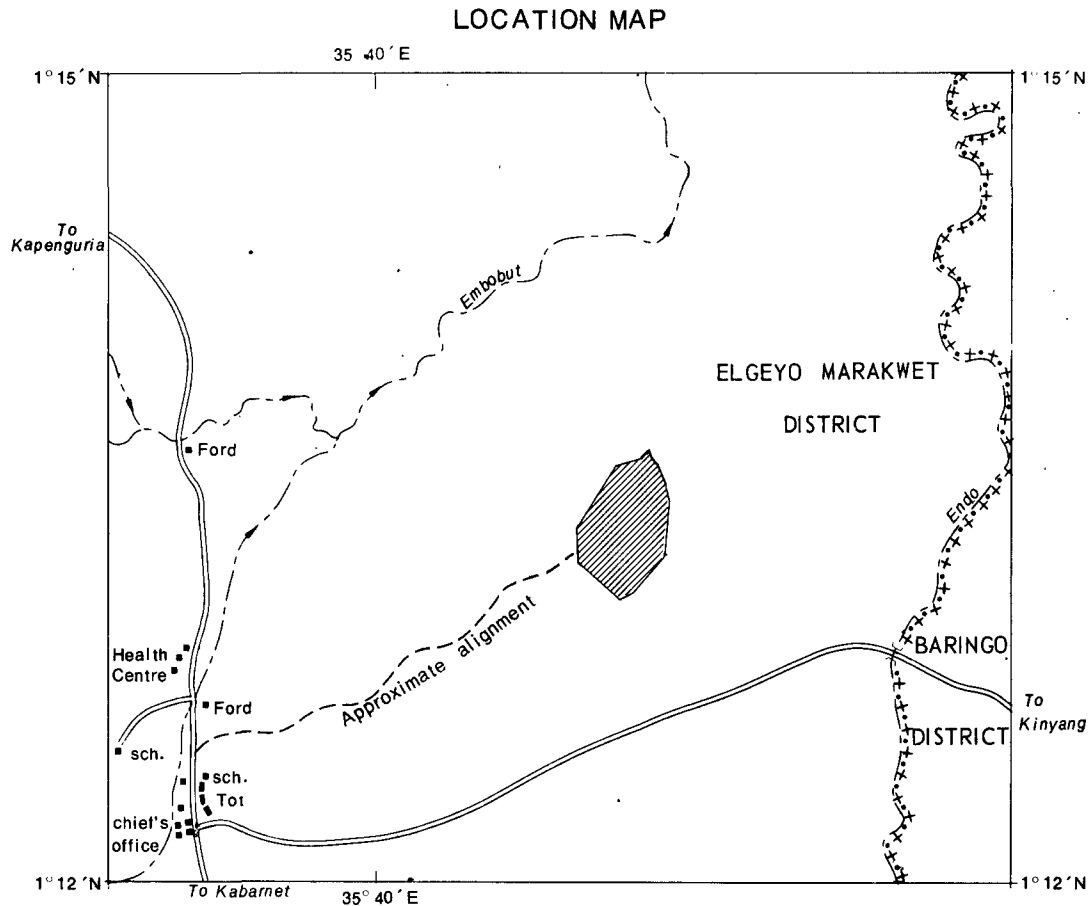 LOCATION MAP
35 40´ E
1°15´N
1°15´N
To
Kapenguria
Embobut
ELGEYO MARAKWET
DISTRICT
Ford
Endo
Health
Centre
Approximate alignment
BARINGO
Ford
To
Kinyang
sch.
DISTRICT
sch.
Tot
chief's
office
1°12´N
To Kabarnet
35° 40´ E
1°12´N